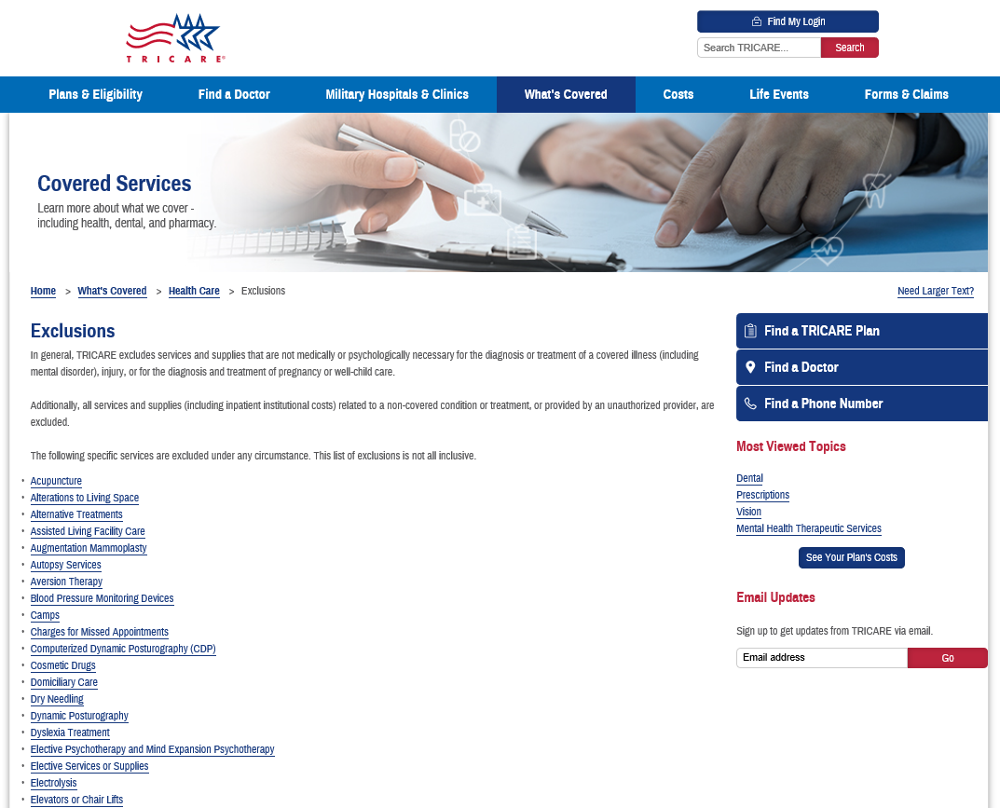 TRICARE®
Find My Login
Search TRICARE...
Search
Plans & Eligibility
Find a Doctor
Military Hospitals & Clinics
What's Covered
Costs
Life Events
Forms & Claims
Covered Services
Learn more about what we cover -
including health, dental, and pharmacy.
Home > What's Covered > Health Care > Exclusions
Need Larger Text?
Exclusions
In general, TRICARE excludes services and supplies that are not medically or psychologically necessary for the diagnosis or treatment of a covered illness (including
mental disorder), injury, or for the diagnosis and treatment of pregnancy or well-child care.
Additionally, all services and supplies (including inpatient institutional costs) related to a non-covered condition or treatment, or provided by an unauthorized provider, are
excluded.
The following specific services are excluded under any circumstance. This list of exclusions is not all inclusive.
• Acupuncture
• Alterations to Living Space
• Alternative Treatments
• Assisted Living Facility Care
• Augmentation Mammoplasty
• Autopsy Services
• Aversion Therapy
• Blood Pressure Monitoring Devices
• Camps
• Charges for Missed Appointments
• Computerized Dynamic Posturography (CDP)
• Cosmetic Drugs
• Domiciliary Care
• Dry Needling
• Dynamic Posturography
• Dyslexia Treatment
• Elective Psychotherapy and Mind Expansion Psychotherapy
• Elective Services or Supplies
• Electrolysis
• Elevators or Chair Lifts
Find a TRICARE Plan
Find a Doctor
Find a Phone Number
Most Viewed Topics
Dental
Prescriptions
Vision
Mental Health Therapeutic Services
See Your Plan's Costs
Email Updates
Sign up to get updates from TRICARE via email.
Email address
Go